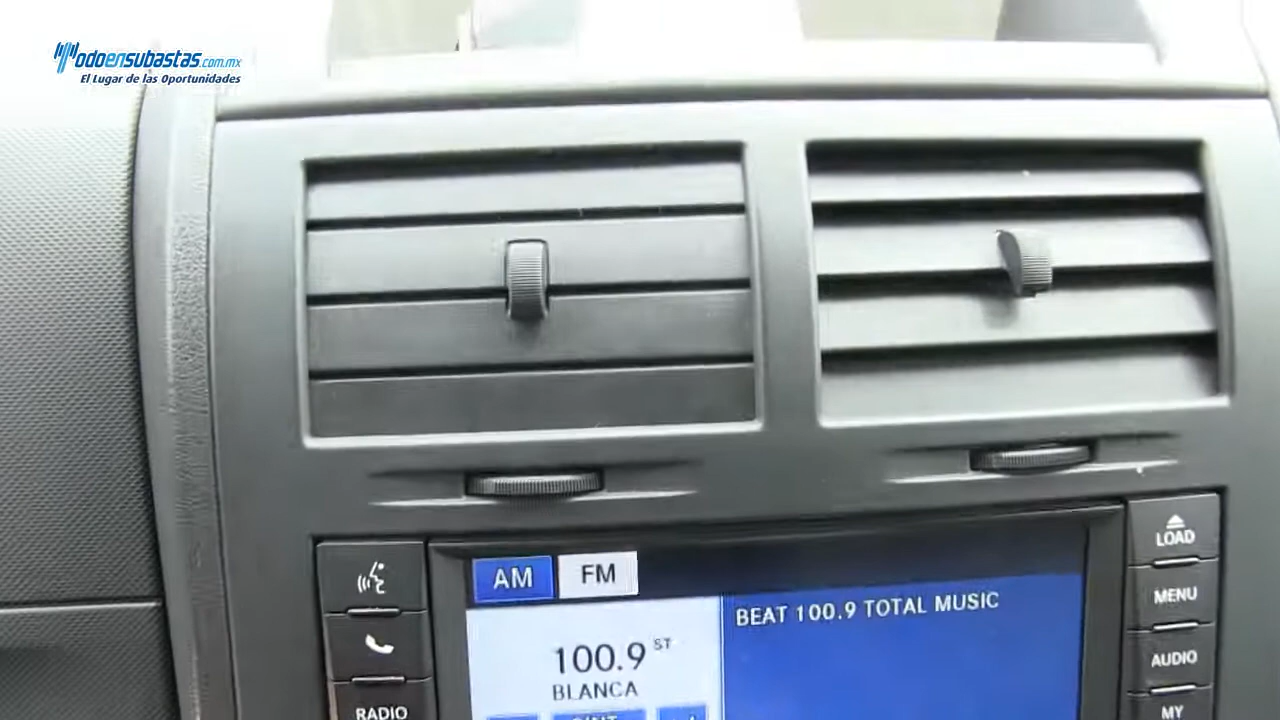 Todoensubastas.com.mx
El Lugar de las Oportunidades
LOAD
AM FM
MENU
BEAT 100.9 TOTAL MUSIC
100.9 ST
AUDIO
BLANCA
RADIO
MY